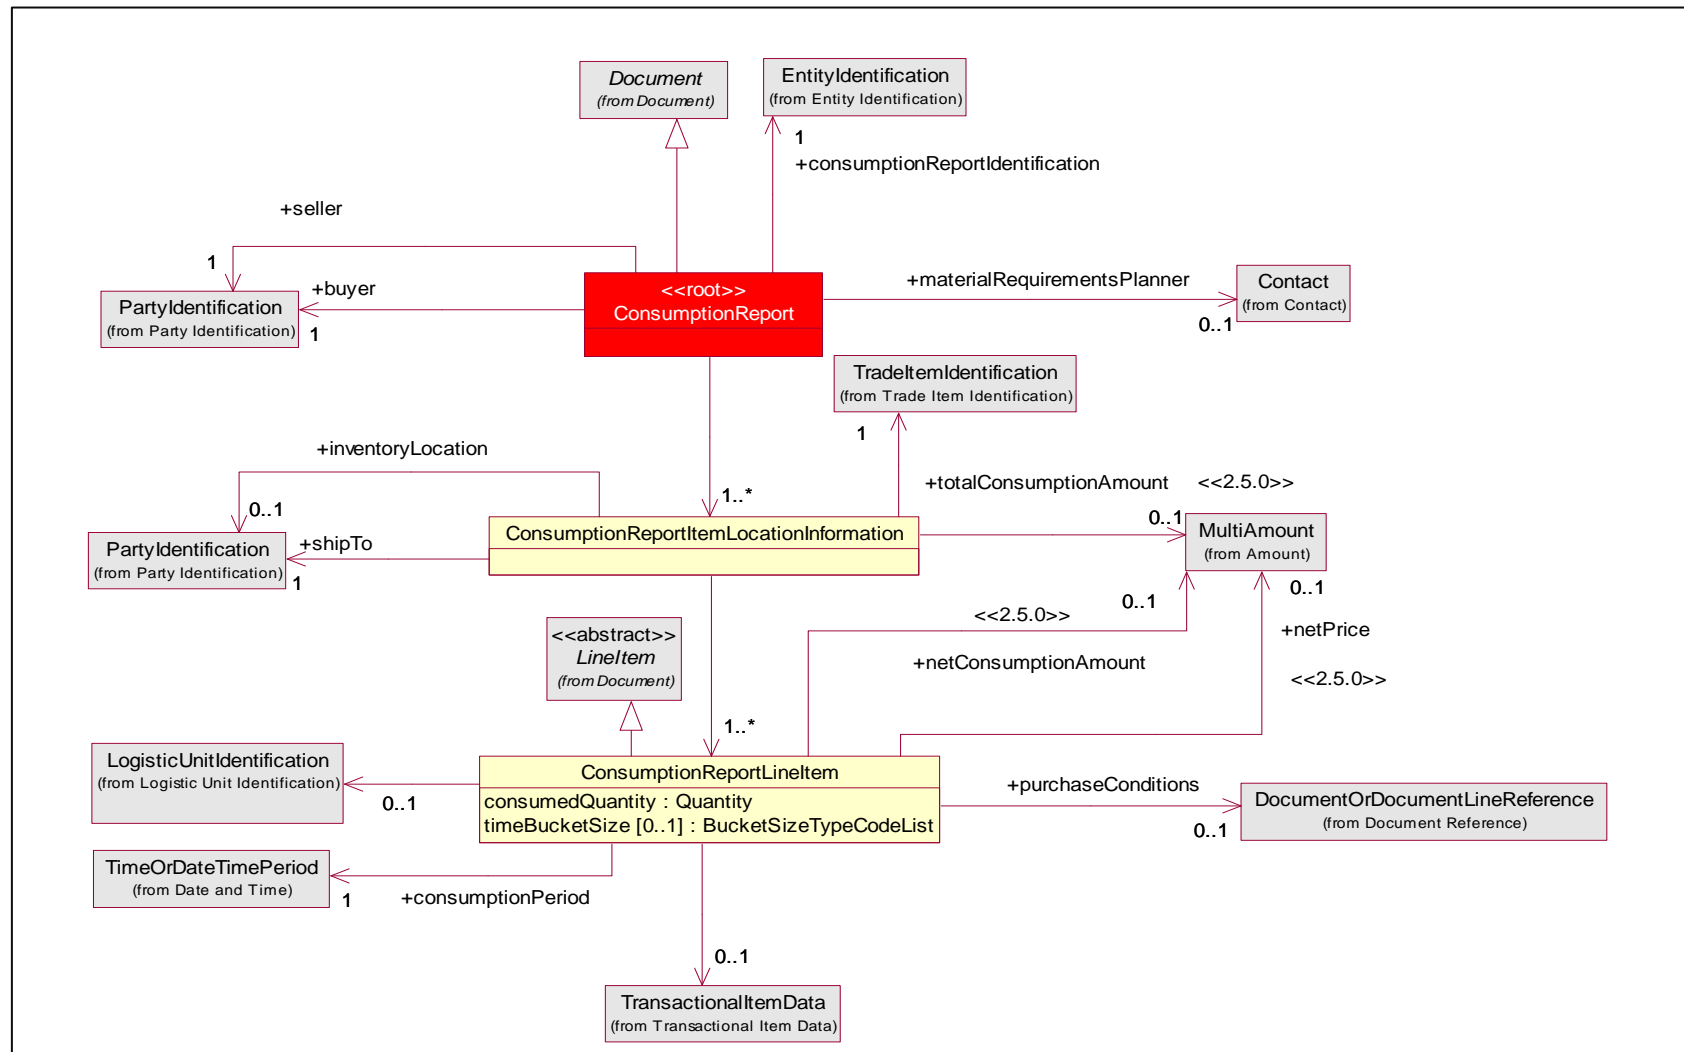 Document
(from Document)
EntityIdentification
(from Entity Identification)
1
+consumptionReportIdentification
+seller
1
+buyer
PartyIdentification
(from Party Identification)
1
<<root>>
ConsumptionReport
+materialRequirementsPlanner
Contact
(from Contact)
0..1
TradeItemIdentification
(from Trade Item Identification)
1
+inventoryLocation
0..1
1..*
+totalConsumptionAmount
<<2.5.0>>
0..1
ConsumptionReportItemLocationInformation
MultiAmount
(from Amount)
PartyIdentification
(from Party Identification)
+shipTo
1
0..1
0..1
<<2.5.0>>
+netPrice
<<abstract>>
LineItem
(from Document)
+netConsumptionAmount
<<2.5.0>>
1..*
LogisticUnitIdentification
(from Logistic Unit Identification)
0..1
ConsumptionReportLineItem
consumedQuantity : Quantity
timeBucketSize [0..1] : BucketSizeTypeCodeList
+purchaseConditions
0..1
DocumentOrDocumentLineReference
(from Document Reference)
TimeOrDateTimePeriod
(from Date and Time)
1
+consumptionPeriod
0..1
TransactionalItemData
(from Transactional Item Data)